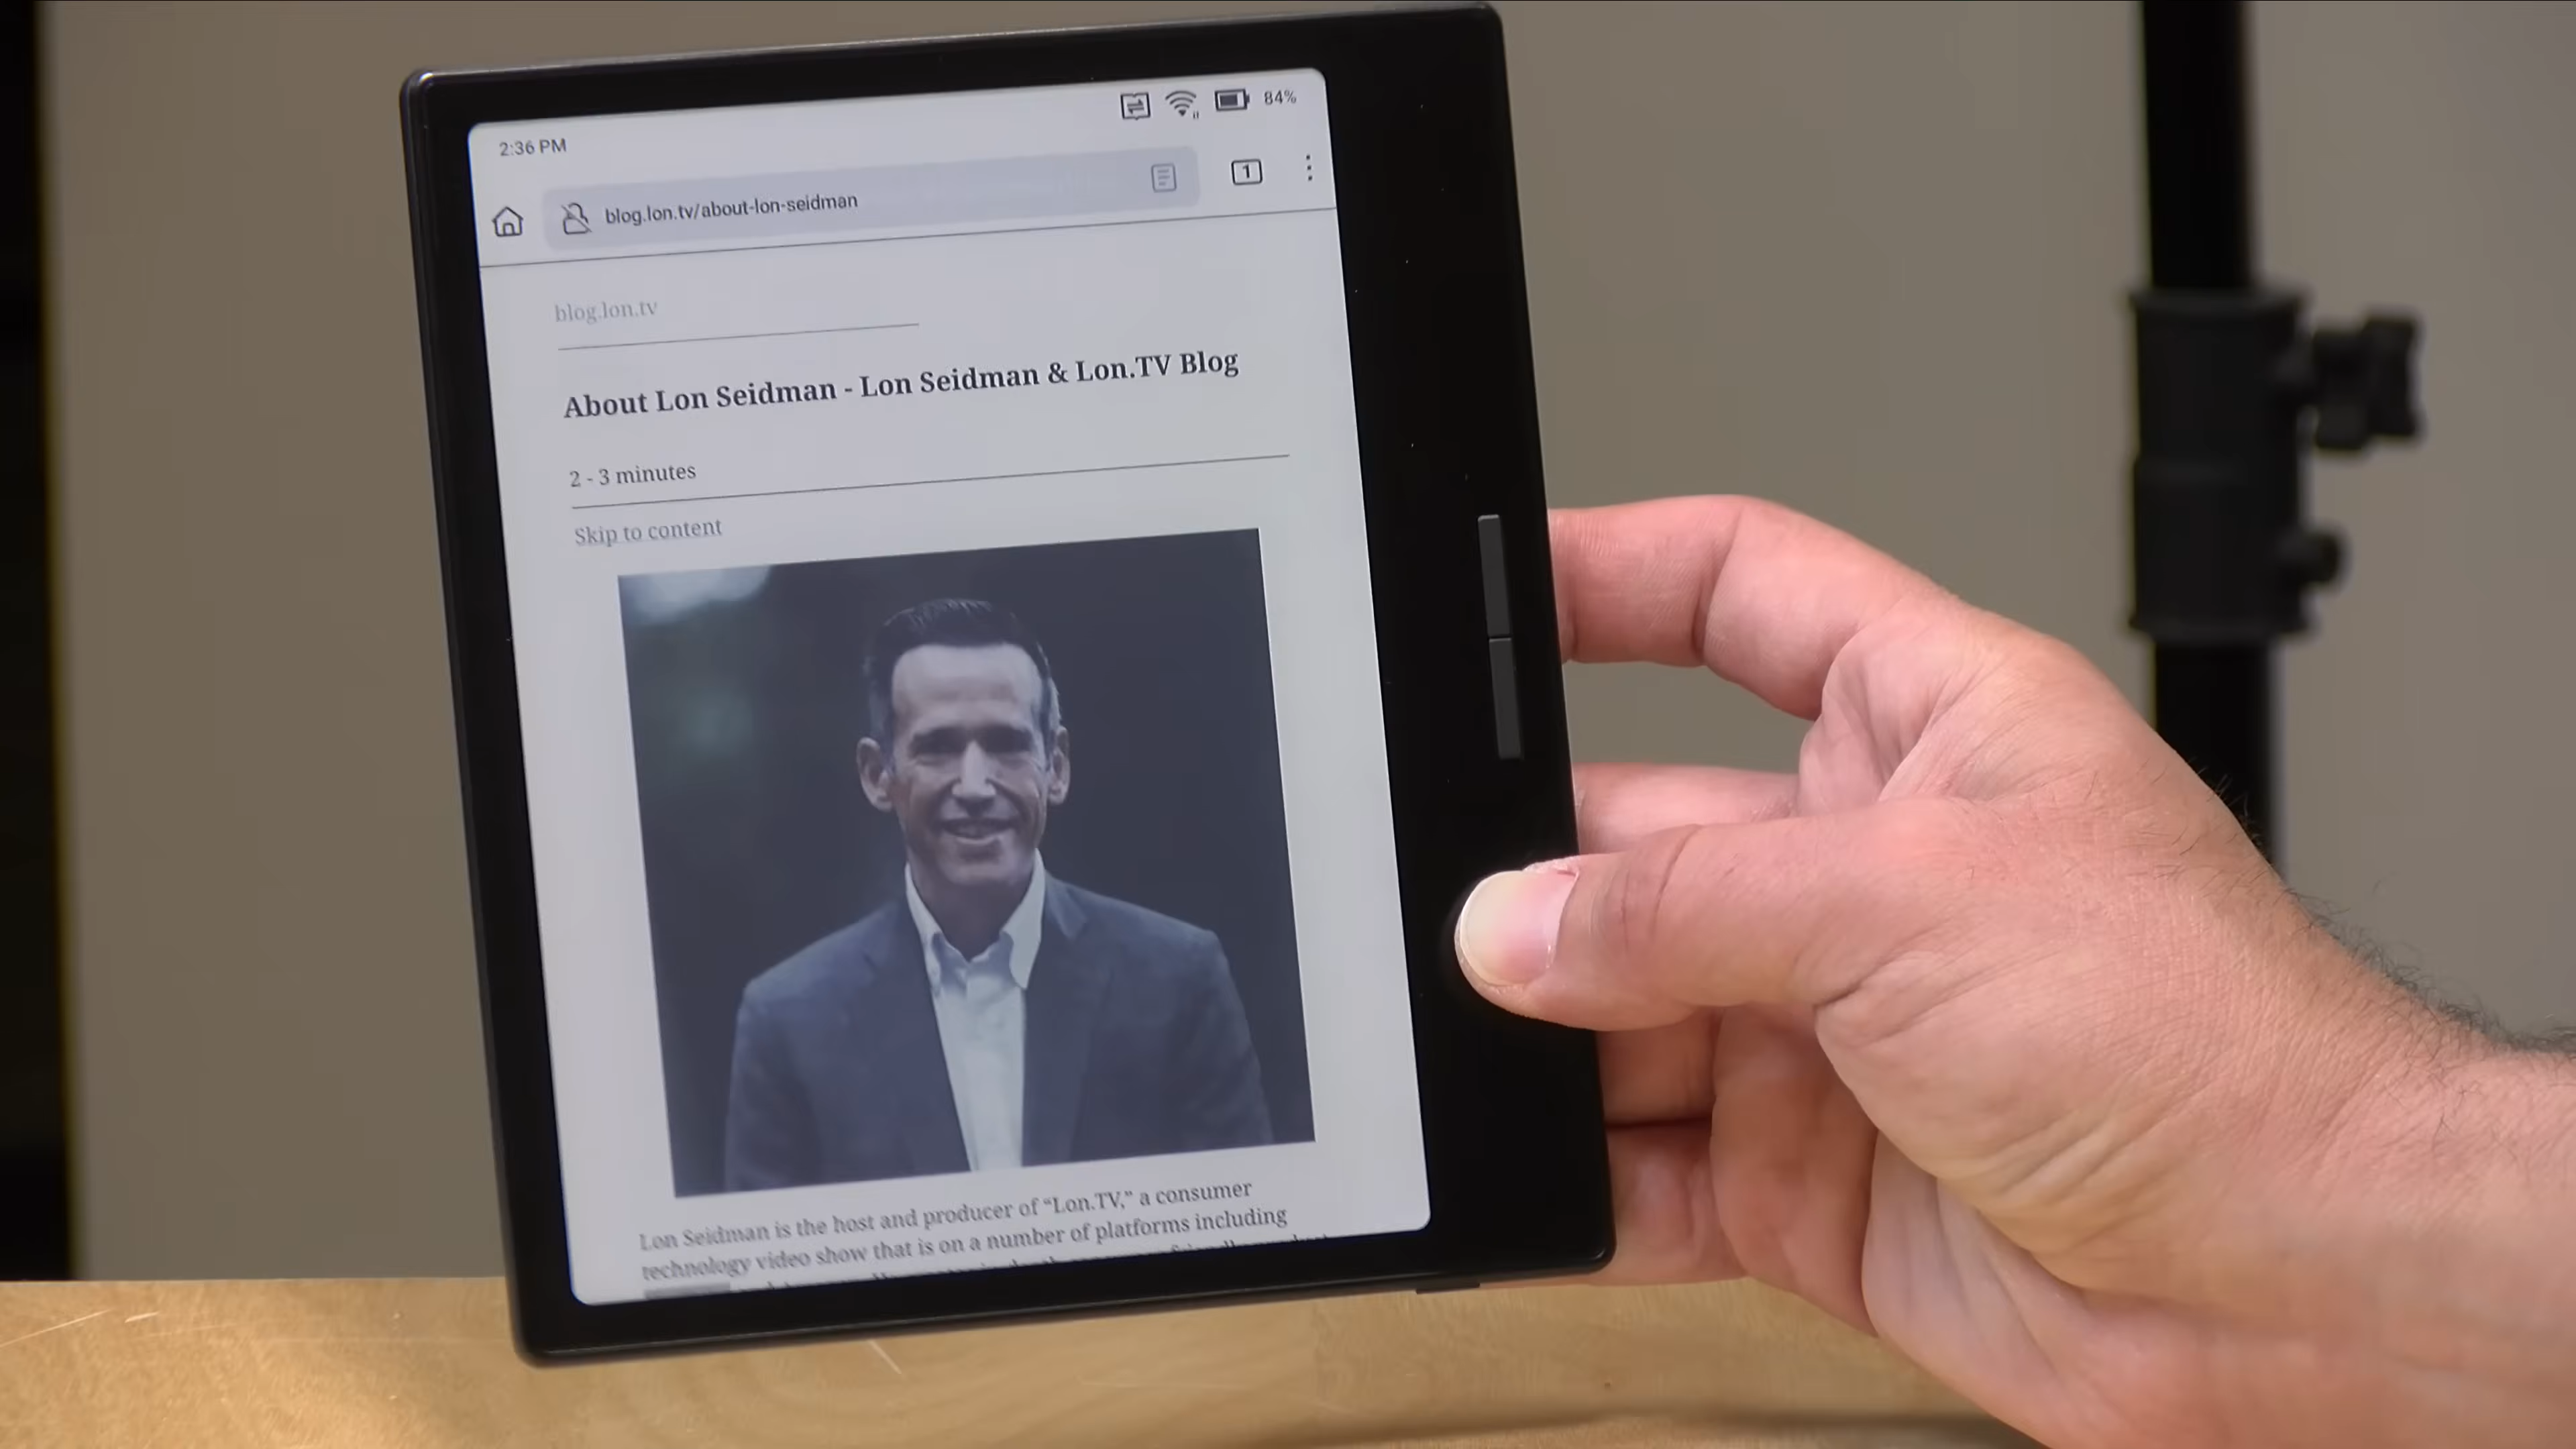 2:36 PM
84%
blog.lon.tv/about-lon-seidman
1
blog.lon.tv
About Lon Seidman - Lon Seidman & Lon.TV Blog
2 - 3 minutes
Skip to content
Lon Seidman is the host and producer of “Lon.TV,” a consumer
technology video show that is on a number of platforms including